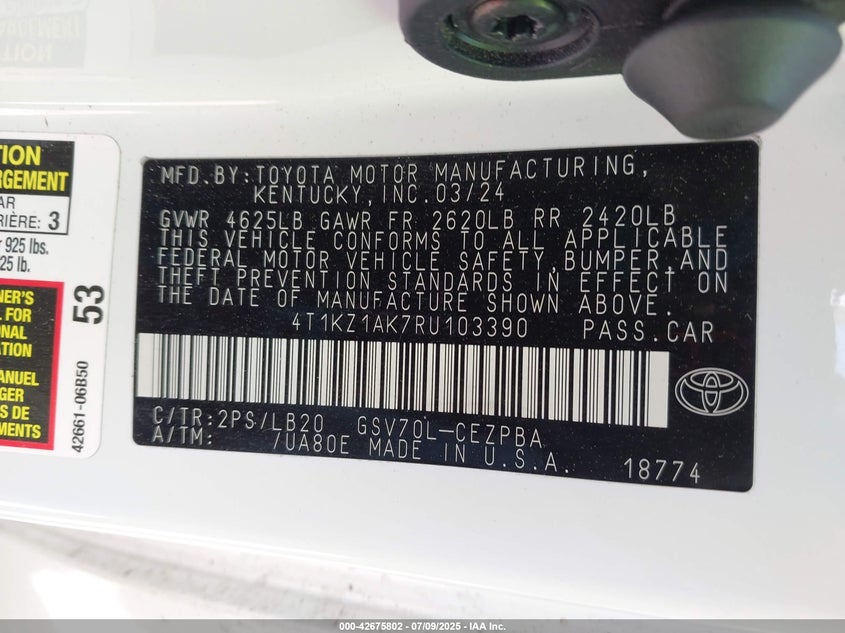 MFD.BY:TOYOTA MOTOR MANUFACTURING,
KENTUCKY,INC.03/24
GVWR 4625LB GAWR FR 2620LB RR 2420LB
THIS VEHICLE CONFORMS TO ALL APPLICABLE
FEDERAL MOTOR VEHICLE SAFETY,BUMPER,AND
THEFT PREVENTION STANDARDS IN EFFECT ON
THE DATE OF MANUFACTURE SHOWN ABOVE.
4T1KZ1AK7RU103390 PASS.CAR
C/TR:2PS/LB20 GSV70L-CEZPBA
A/TM: /UA80E MADE IN U.S.A.
18774
TION
RGEMENT
AR
RIÈRE: 3
925 lbs.
25 lb.
NER'S
L FOR
ONAL
TION
ANUEL
GER
S DE
MENTS
53
42661-06B50
000-42675802 - 07/09/2025 - IAA Inc.